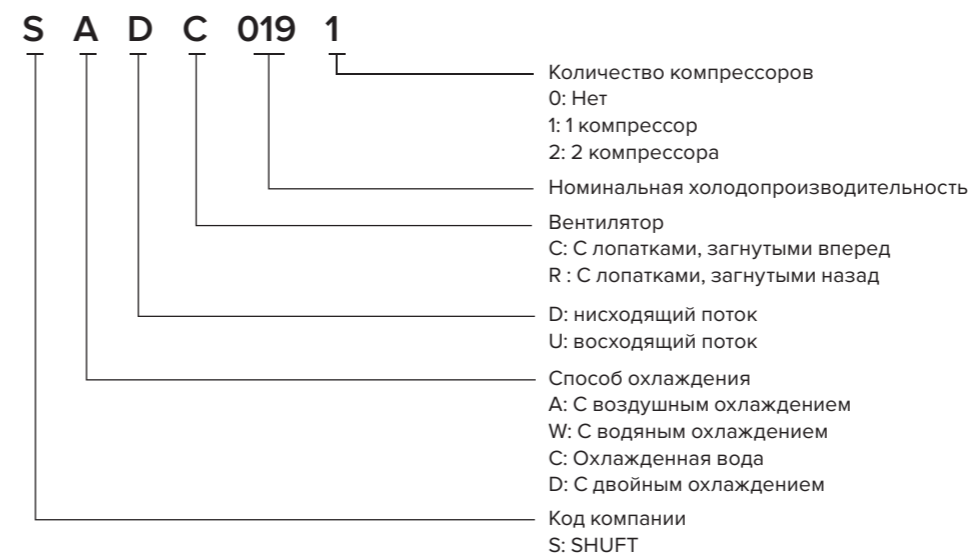 S A D C 019 1
Количество компрессоров
0: Нет
1: 1 компрессор
2: 2 компрессора
Номинальная холодопроизводительность
Вентилятор
C: С лопатками, загнутыми вперед
R : С лопатками, загнутыми назад
D: нисходящий поток
U: восходящий поток
Способ охлаждения
A: С воздушным охлаждением
W: С водяным охлаждением
C: Охлажденная вода
D: С двойным охлаждением
Код компании
S: SHUFT